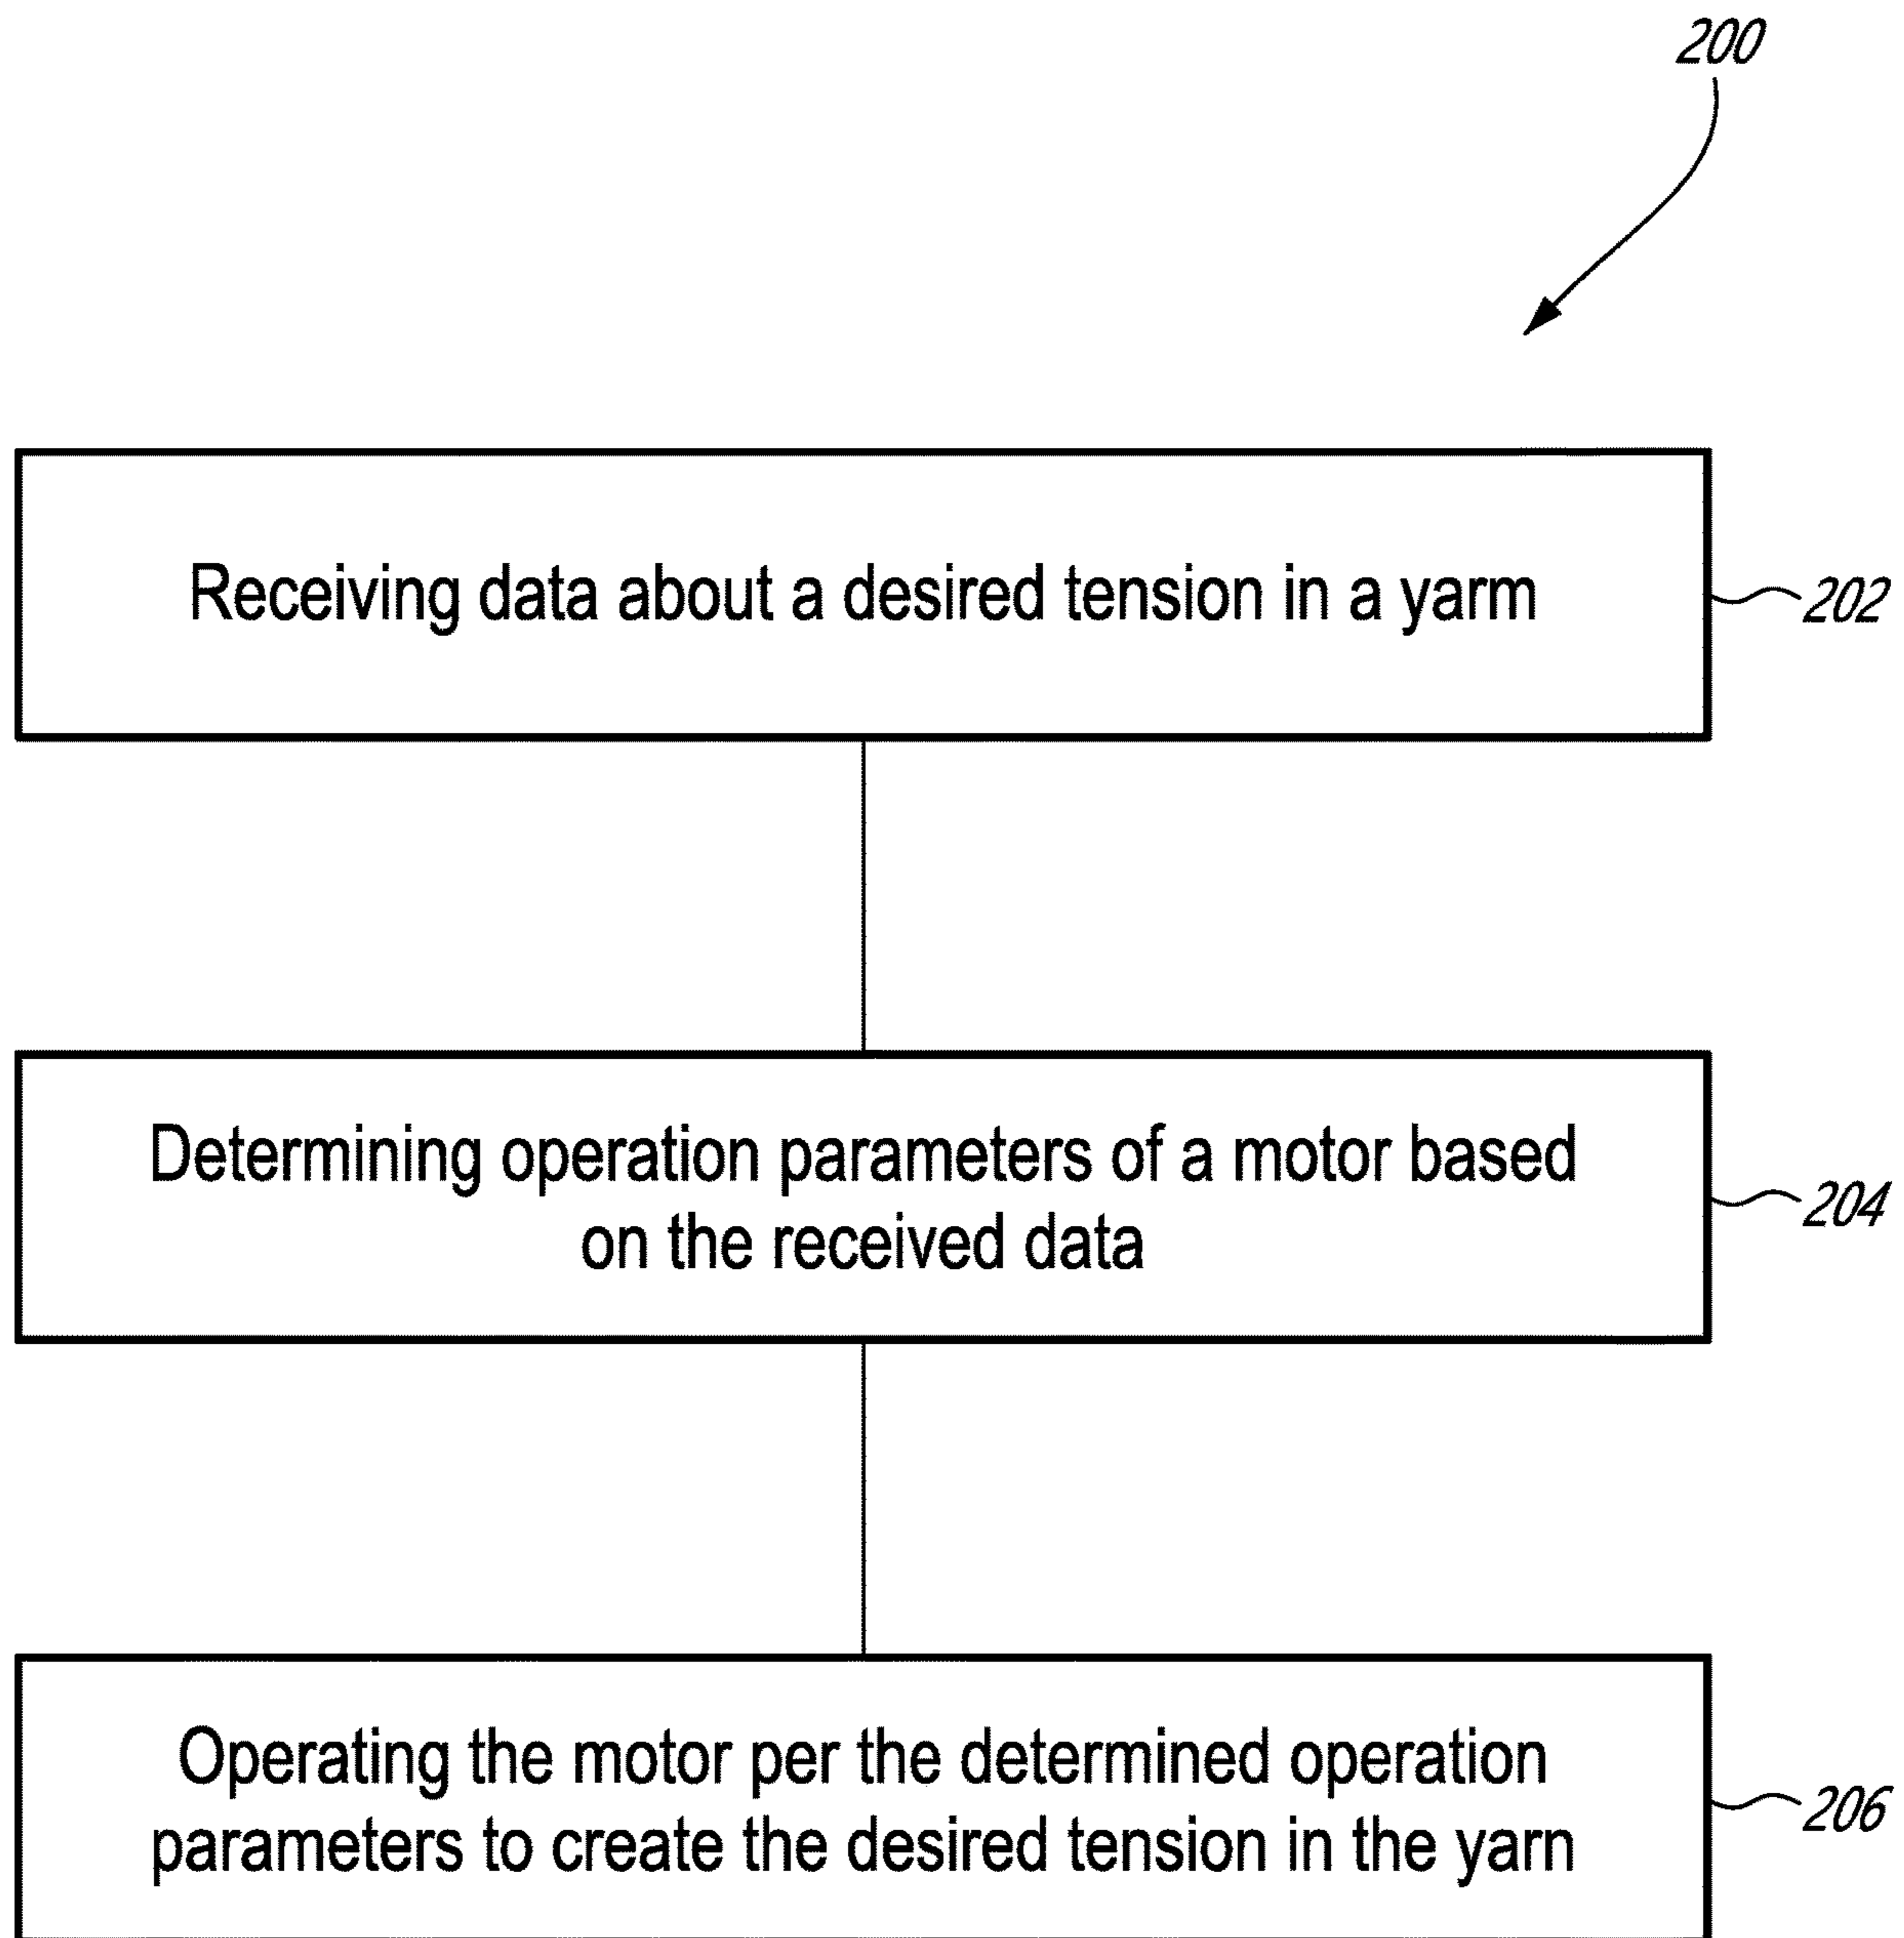 200
Receiving data about a desired tension in a yarm
202
Determining operation parameters of a motor based
on the received data
204
Operating the motor per the determined operation
parameters to create the desired tension in the yarn
206